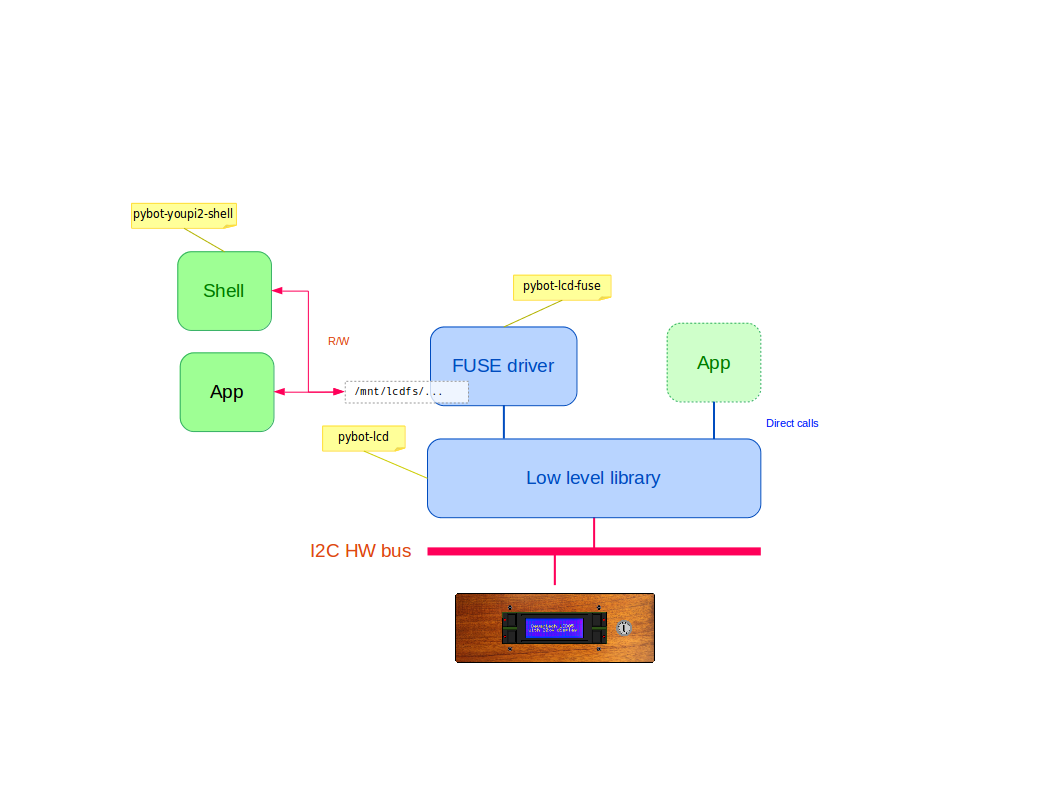 pybot-youpi2-shell
Shell
pybot-lcd-fuse
R/W
FUSE driver
App
App
/mnt/lcdfs/...
Direct calls
pybot-lcd
Low level library
I2C HW bus